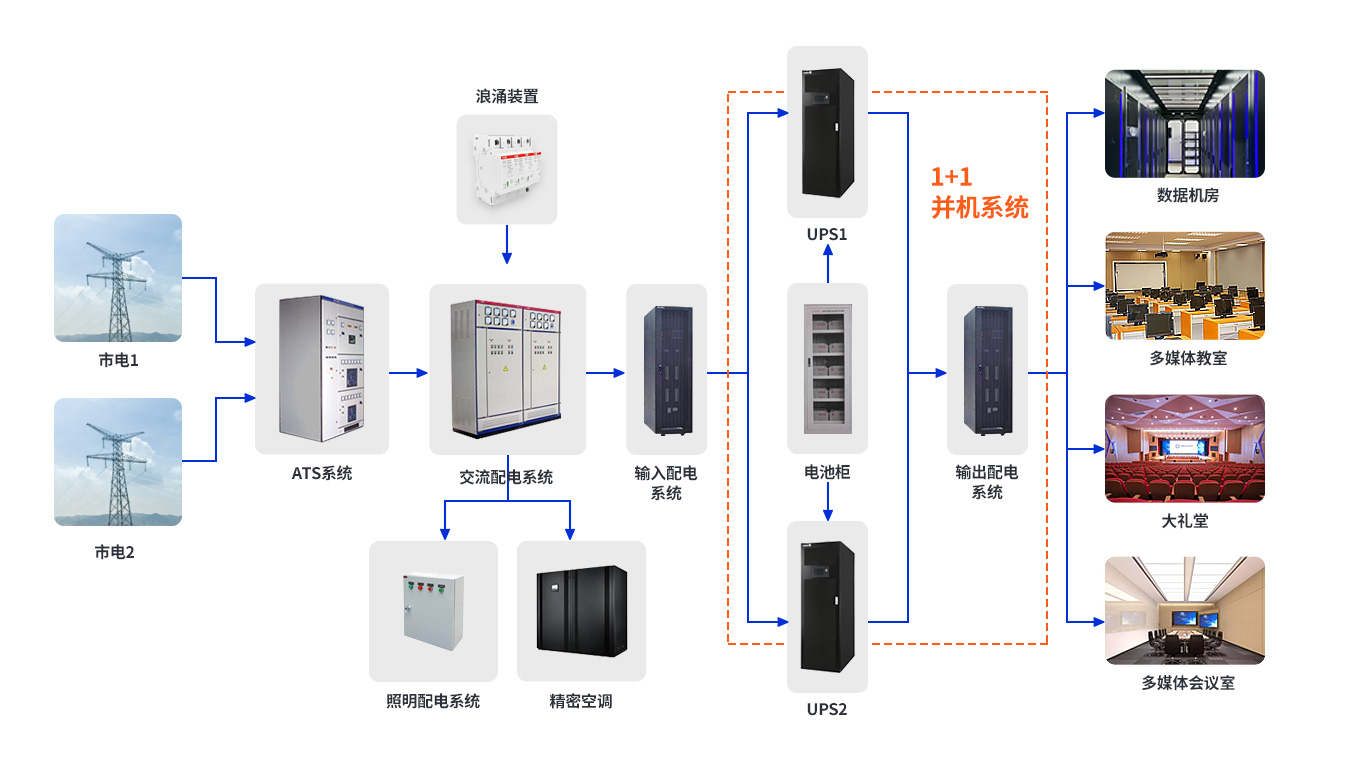 浪涌装置
市电1
市电2
ATS系统
交流配电系统
照明配电系统
精密空调
输入配电
系统
UPS1
电池柜
UPS2
1+1
并机系统
输出配电
系统
数据机房
多媒体教室
大礼堂
多媒体会议室